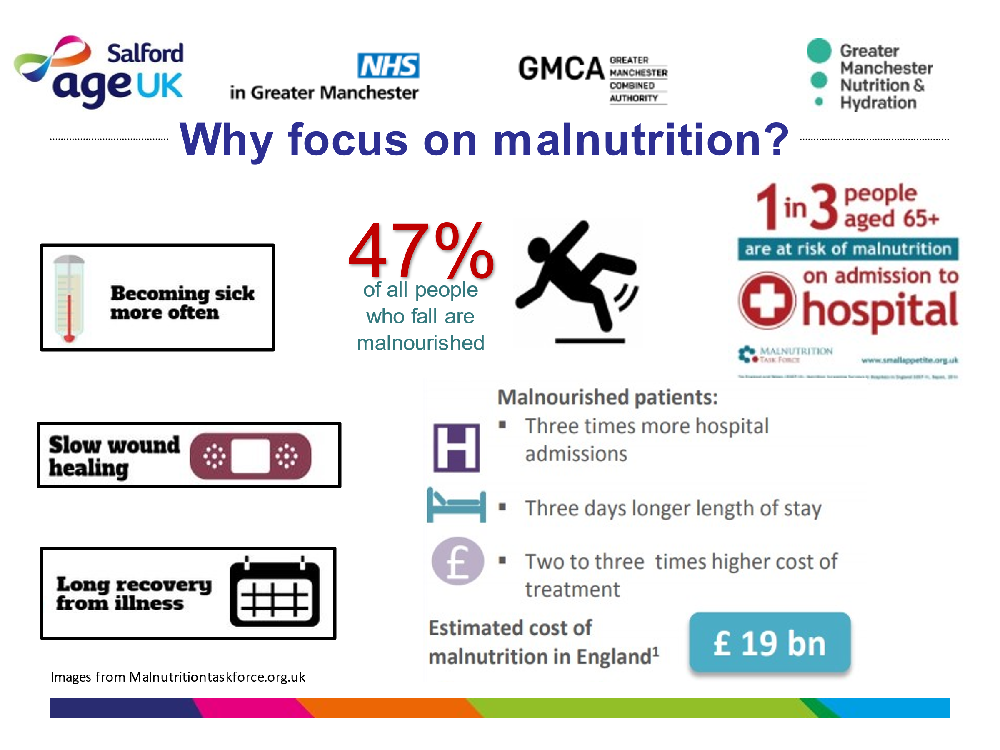 Salford
age UK
NHS
in Greater Manchester
GMCA
GREATER
MANCHESTER
COMBINED
AUTHORITY
Greater
Manchester
Nutrition &
Hydration
Why focus on malnutrition?
Becoming sick
more often
47%
of all people
who fall are
malnourished
1 in 3 people
aged 65+
are at risk of malnutrition
on admission to
hospital
MALNUTRITION
TASK FORCE
www.smallappetite.org.uk
Slow wound
healing
Malnourished patients:
H
▪ Three times more hospital
admissions
▪ Three days longer length of stay
£
▪ Two to three times higher cost of
treatment
Long recovery
from illness
Estimated cost of
malnutrition in England¹
£ 19 bn
Images from Malnutritiontaskforce.org.uk